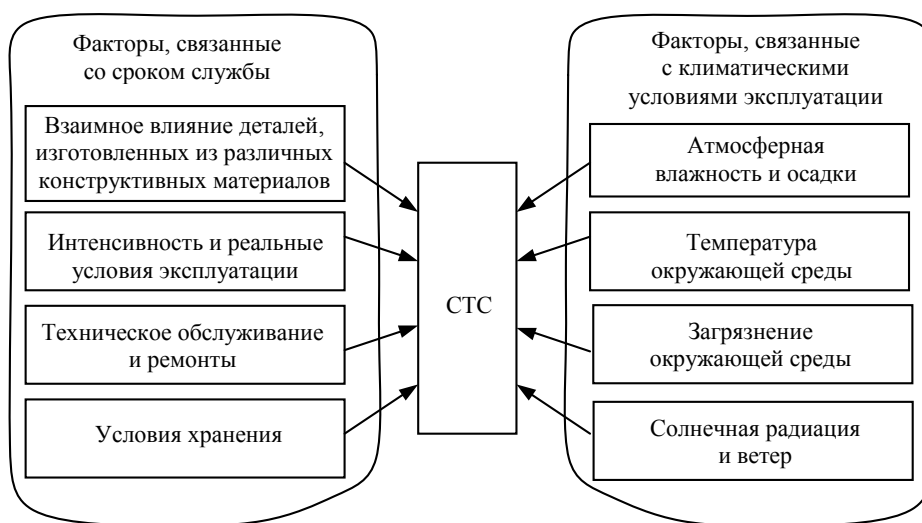 Факторы, связанные
со сроком службы
Взаимное влияние деталей,
изготовленных из различных
конструктивных материалов
Интенсивность и реальные
условия эксплуатации
Техническое обслуживание
и ремонты
Условия хранения
СТС
Факторы, связанные
с климатическими
условиями эксплуатации
Атмосферная
влажность и осадки
Температура
окружающей среды
Загрязнение
окружающей среды
Солнечная радиация
и ветер